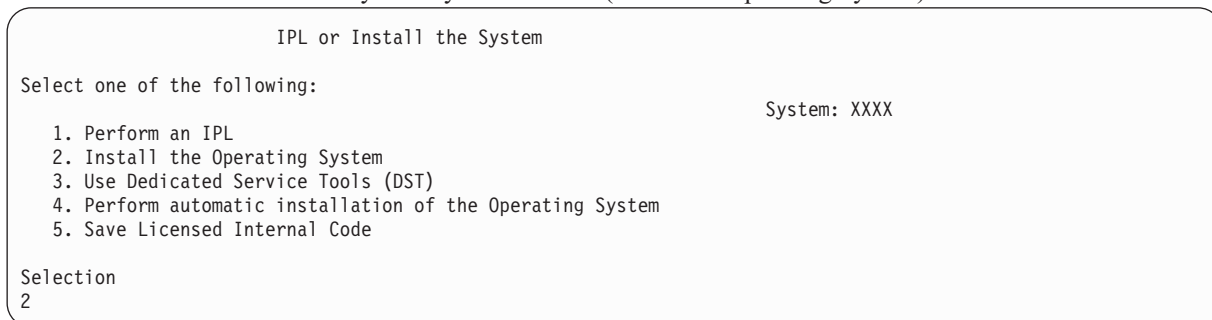 IPL or Install the System
Select one of the following:
System: XXXX
1. Perform an IPL
2. Install the Operating System
3. Use Dedicated Service Tools (DST)
4. Perform automatic installation of the Operating System
5. Save Licensed Internal Code
Selection
2